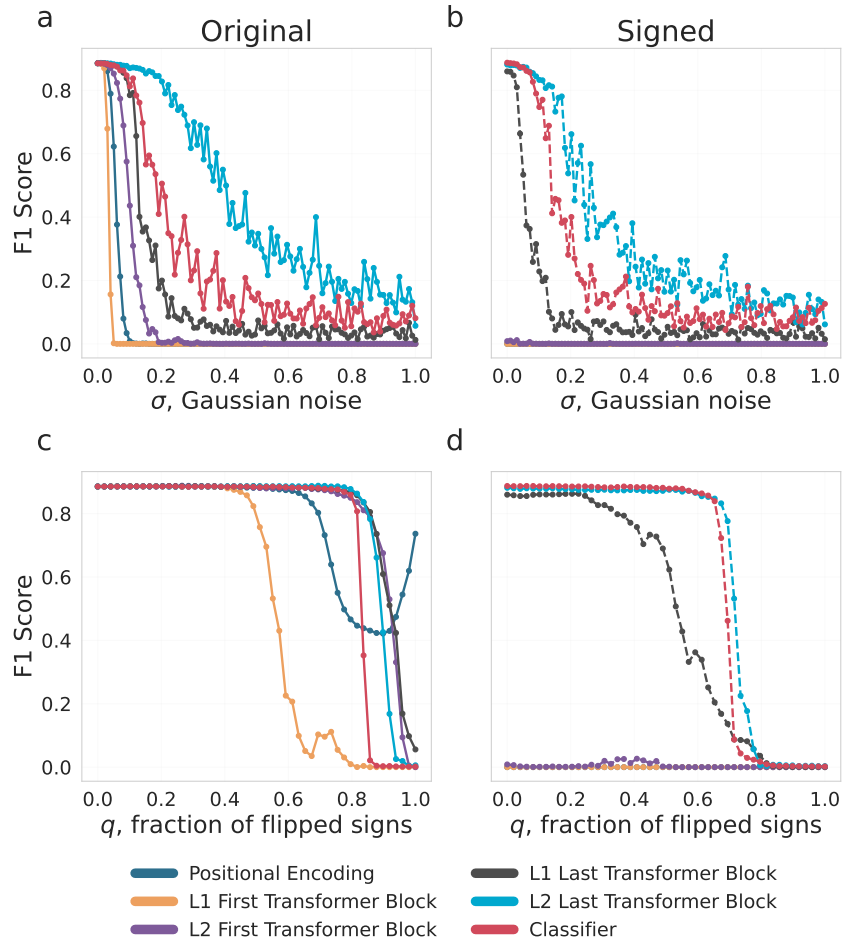 a
Original
b
Signed
F1 Score
0.8
0.6
0.4
0.2
0.0
0.0 0.2 0.4 0.6 0.8 1.0
0.0 0.2 0.4 0.6 0.8 1.0
σ, Gaussian noise
σ, Gaussian noise
c
d
F1 Score
0.8
0.6
0.4
0.2
0.0
0.0 0.2 0.4 0.6 0.8 1.0
0.0 0.2 0.4 0.6 0.8 1.0
q, fraction of flipped signs
q, fraction of flipped signs
Positional Encoding
L1 First Transformer Block
L2 First Transformer Block
L1 Last Transformer Block
L2 Last Transformer Block
Classifier